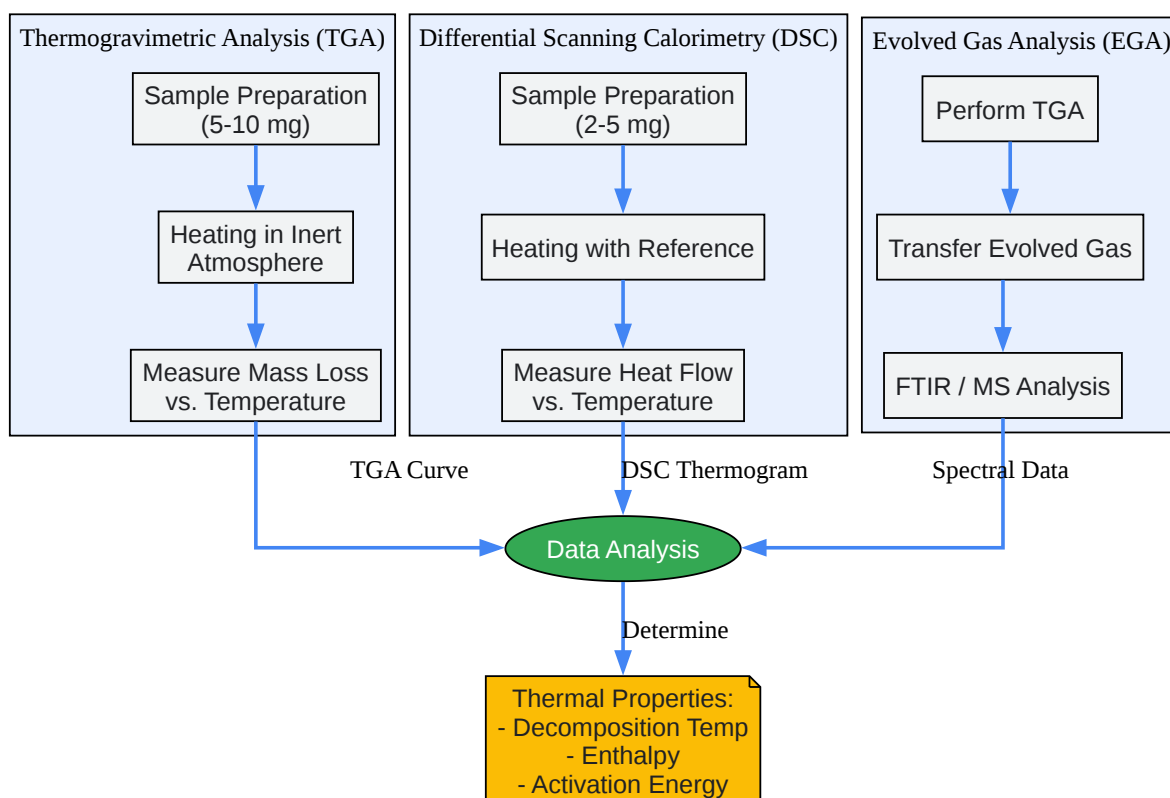 Thermogravimetric Analysis (TGA)
Sample Preparation
(5-10 mg)
Heating in Inert
Atmosphere
Measure Mass Loss
vs. Temperature
TGA Curve
Differential Scanning Calorimetry (DSC)
Sample Preparation
(2-5 mg)
Heating with Reference
Measure Heat Flow
vs. Temperature
DSC Thermogram
Evolved Gas Analysis (EGA)
Perform TGA
Transfer Evolved Gas
FTIR / MS Analysis
Spectral Data
Data Analysis
Determine
Thermal Properties:
- Decomposition Temp
- Enthalpy
- Activation Energy